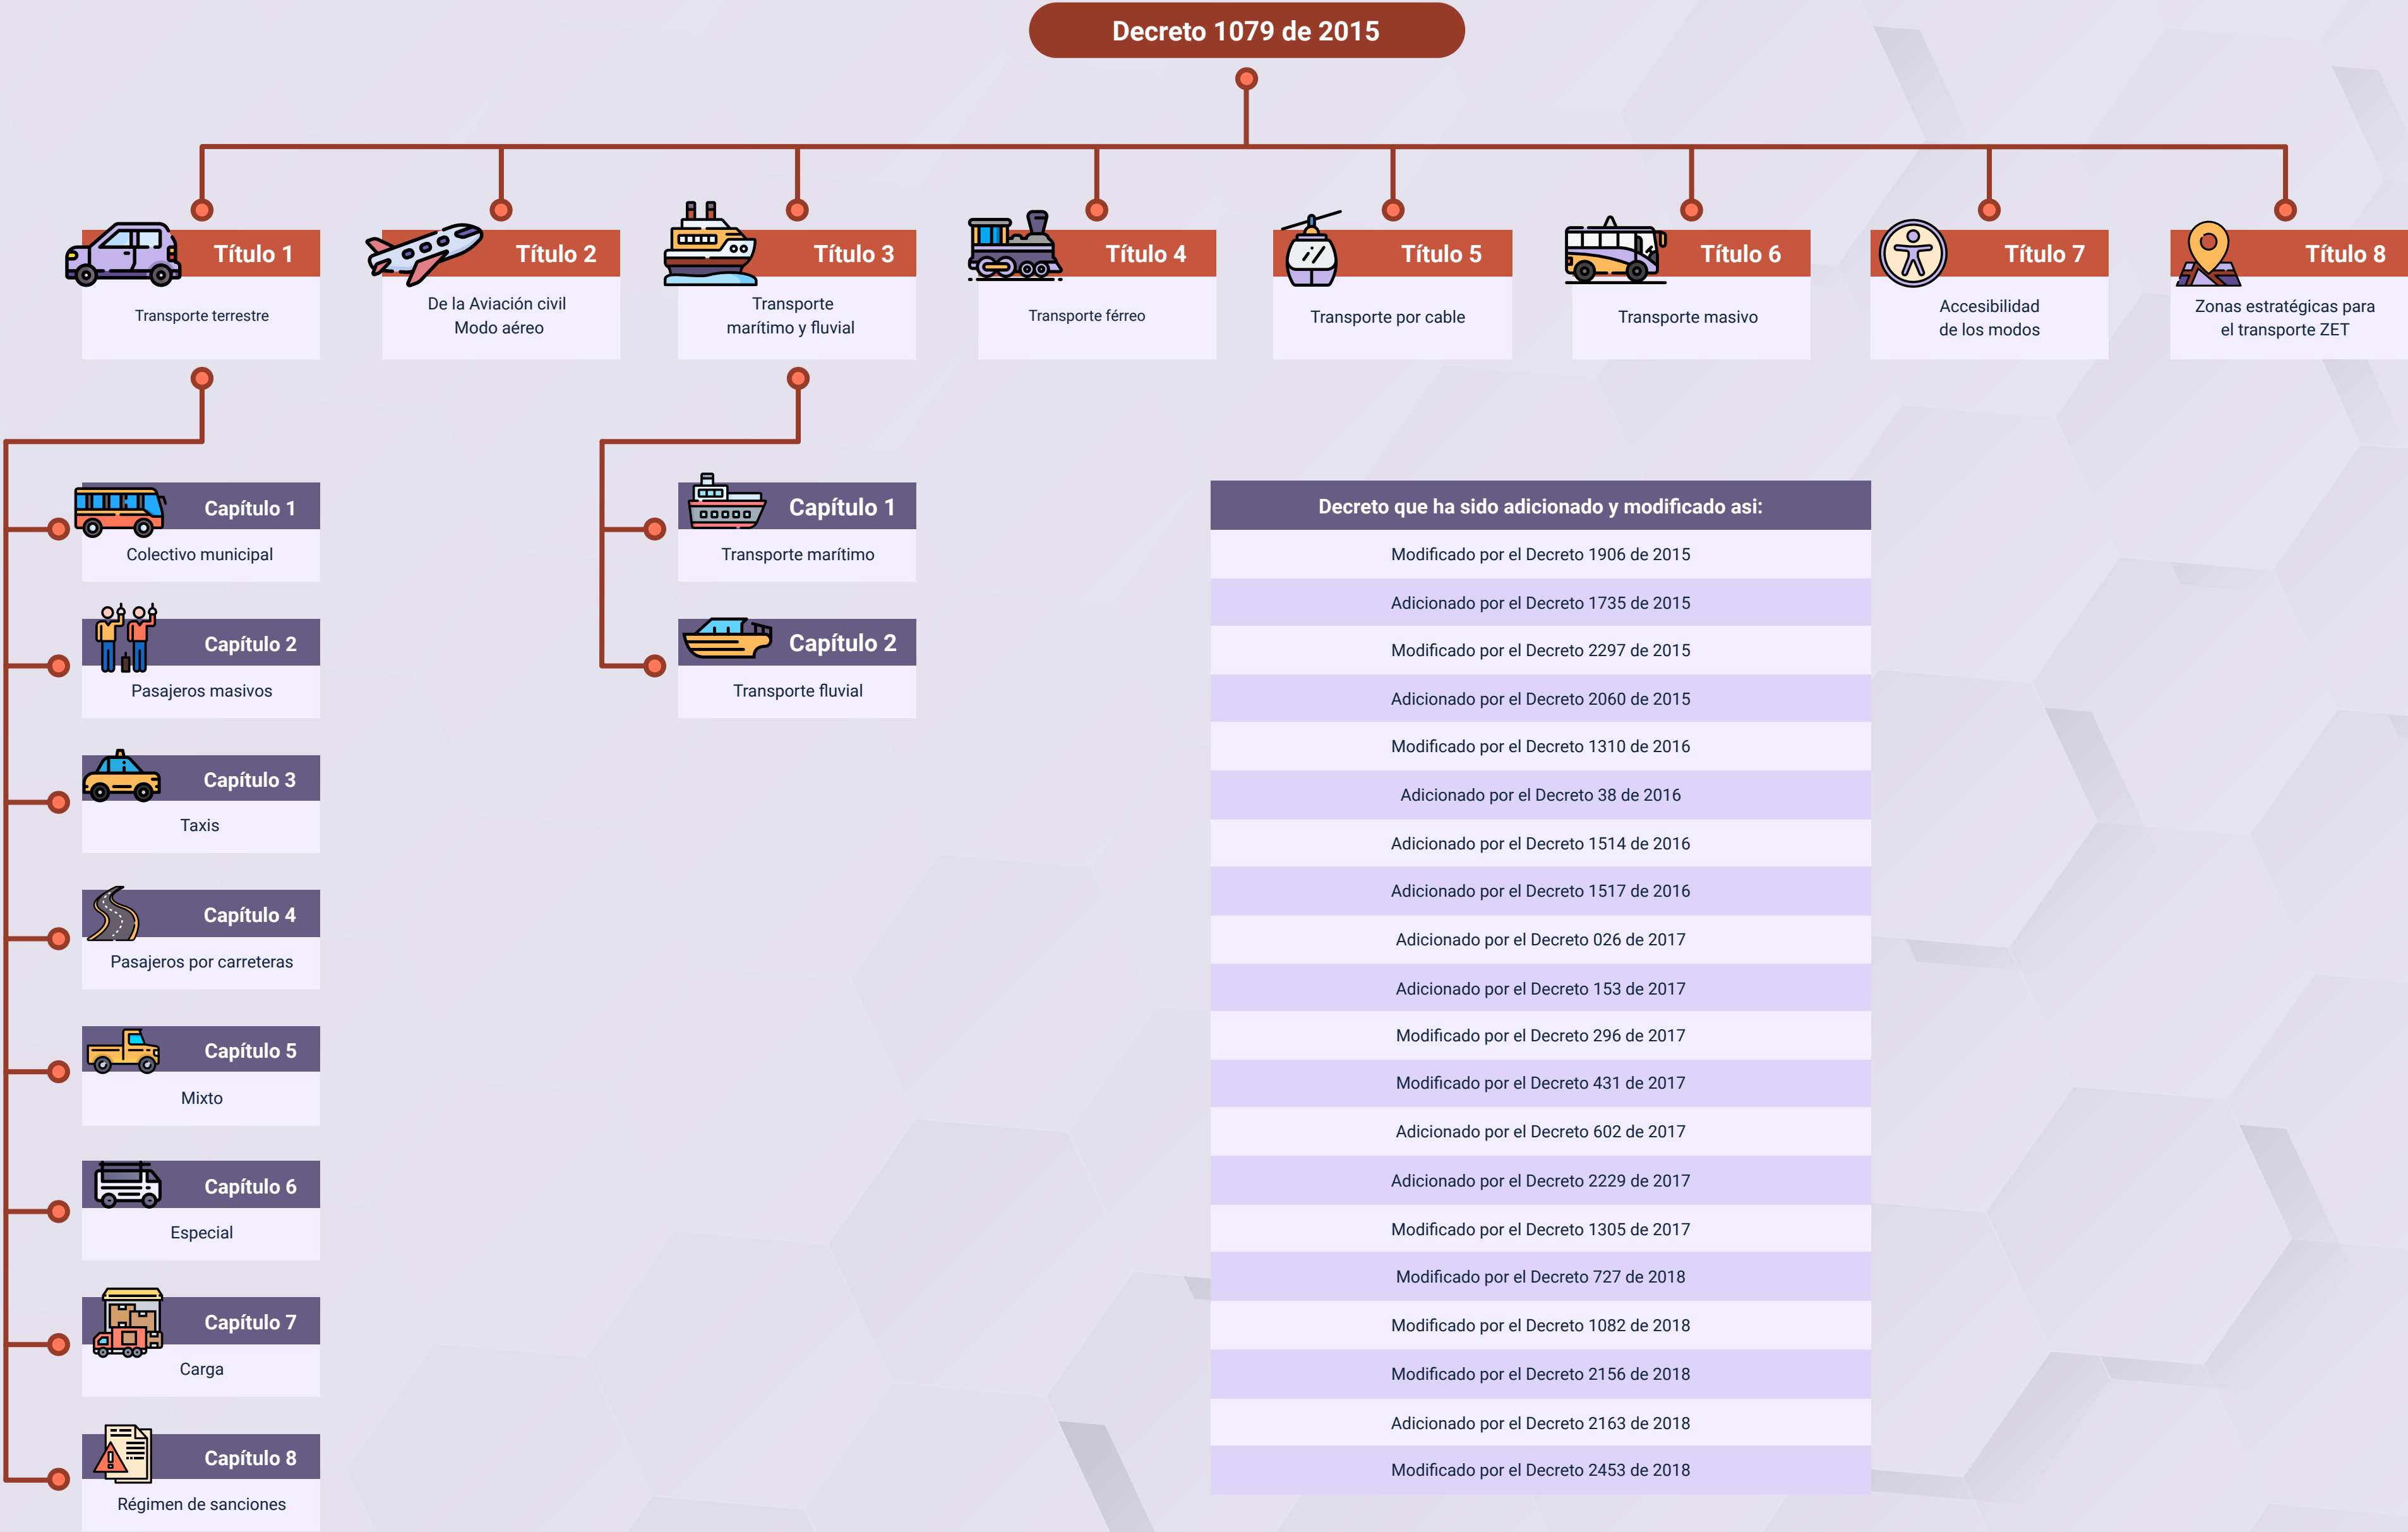 Decreto 1079 de 2015
Título 1
Transporte terrestre
Título 2
De la Aviación civil
Modo aéreo
Título 3
Transporte
marítimo y fluvial
Título 4
Transporte férreo
Título 5
Transporte por cable
Título 6
Transporte masivo
Título 7
Accesibilidad
de los modos
Título 8
Zonas estratégicas para
el transporte ZET
Capítulo 1
Colectivo municipal
Capítulo 2
Pasajeros masivos
Capítulo 3
Taxis
Capítulo 4
Pasajeros por carreteras
Capítulo 5
Mixto
Capítulo 6
Especial
Capítulo 7
Carga
Capítulo 8
Régimen de sanciones
Capítulo 1
Transporte marítimo
Capítulo 2
Transporte fluvial
Decreto que ha sido adicionado y modificado asi:
Modificado por el Decreto 1906 de 2015
Adicionado por el Decreto 1735 de 2015
Modificado por el Decreto 2297 de 2015
Adicionado por el Decreto 2060 de 2015
Modificado por el Decreto 1310 de 2016
Adicionado por el Decreto 38 de 2016
Adicionado por el Decreto 1514 de 2016
Adicionado por el Decreto 1517 de 2016
Adicionado por el Decreto 026 de 2017
Adicionado por el Decreto 153 de 2017
Modificado por el Decreto 296 de 2017
Modificado por el Decreto 431 de 2017
Adicionado por el Decreto 602 de 2017
Adicionado por el Decreto 2229 de 2017
Modificado por el Decreto 1305 de 2017
Modificado por el Decreto 727 de 2018
Modificado por el Decreto 1082 de 2018
Modificado por el Decreto 2156 de 2018
Adicionado por el Decreto 2163 de 2018
Modificado por el Decreto 2453 de 2018